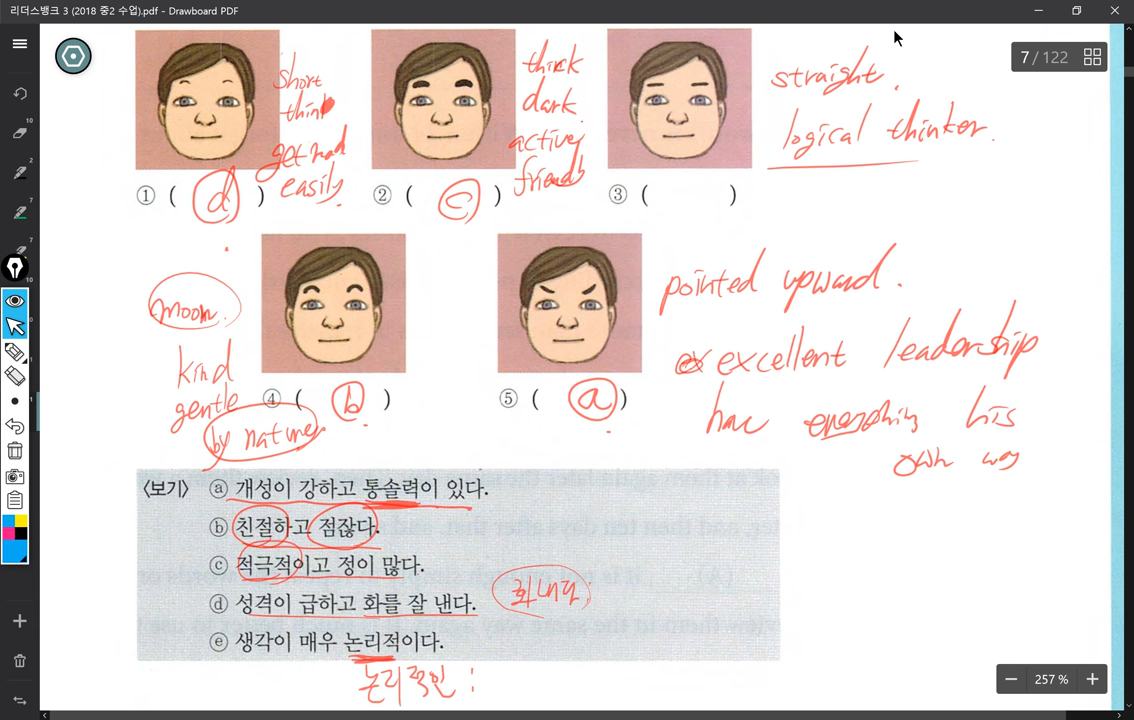 리더스뱅크 3 (2018 중2 수업).pdf - Drawboard PDF
7 / 122
short
thin
get mad
easily.
thick
dark
active
friends
straight.
logical thinker.
① ( d )
② ( c )
③ ( )
moon.
kind
gentle
by nature
pointed upward.
excellent leadership
have everything his
own way
④ ( b )
⑤ ( a )
〈보기〉 ⓐ 개성이 강하고 통솔력이 있다.
ⓑ 친절하고 점잖다.
ⓒ 적극적이고 정이 많다.
ⓓ 성격이 급하고 화를 잘 낸다.
화내다;
ⓔ 생각이 매우 논리적이다.
논리적인 :
257 %